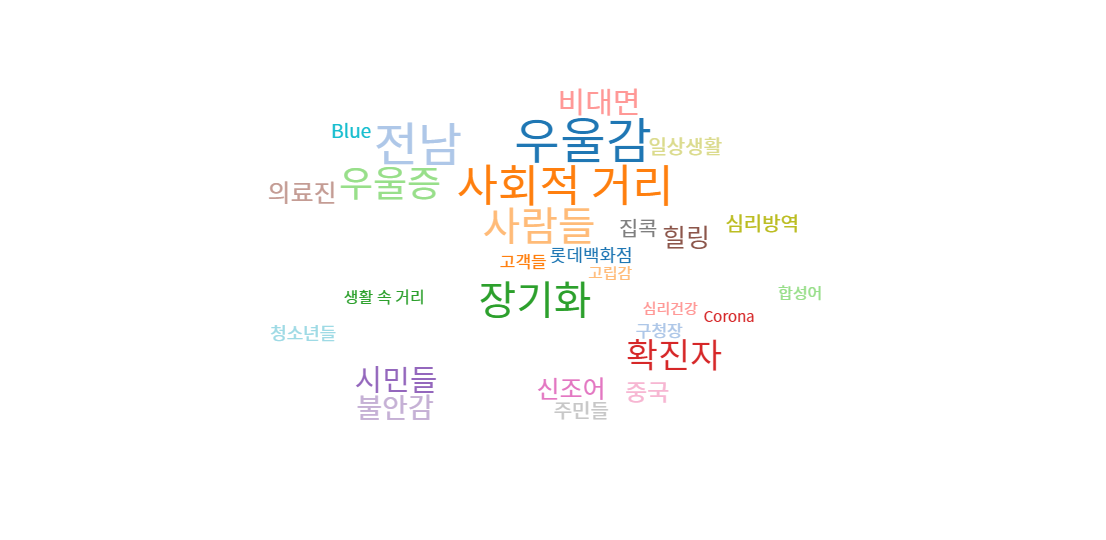 비대면
Blue
전남
우울감
일상생활
의료진
우울증
사회적 거리
사람들
집콕
힐링
심리방역
고객들
롯데백화점
고립감
생활 속 거리
장기화
합성어
심리건강
Corona
청소년들
구청장
확진자
시민들
신조어
중국
불안감
주민들